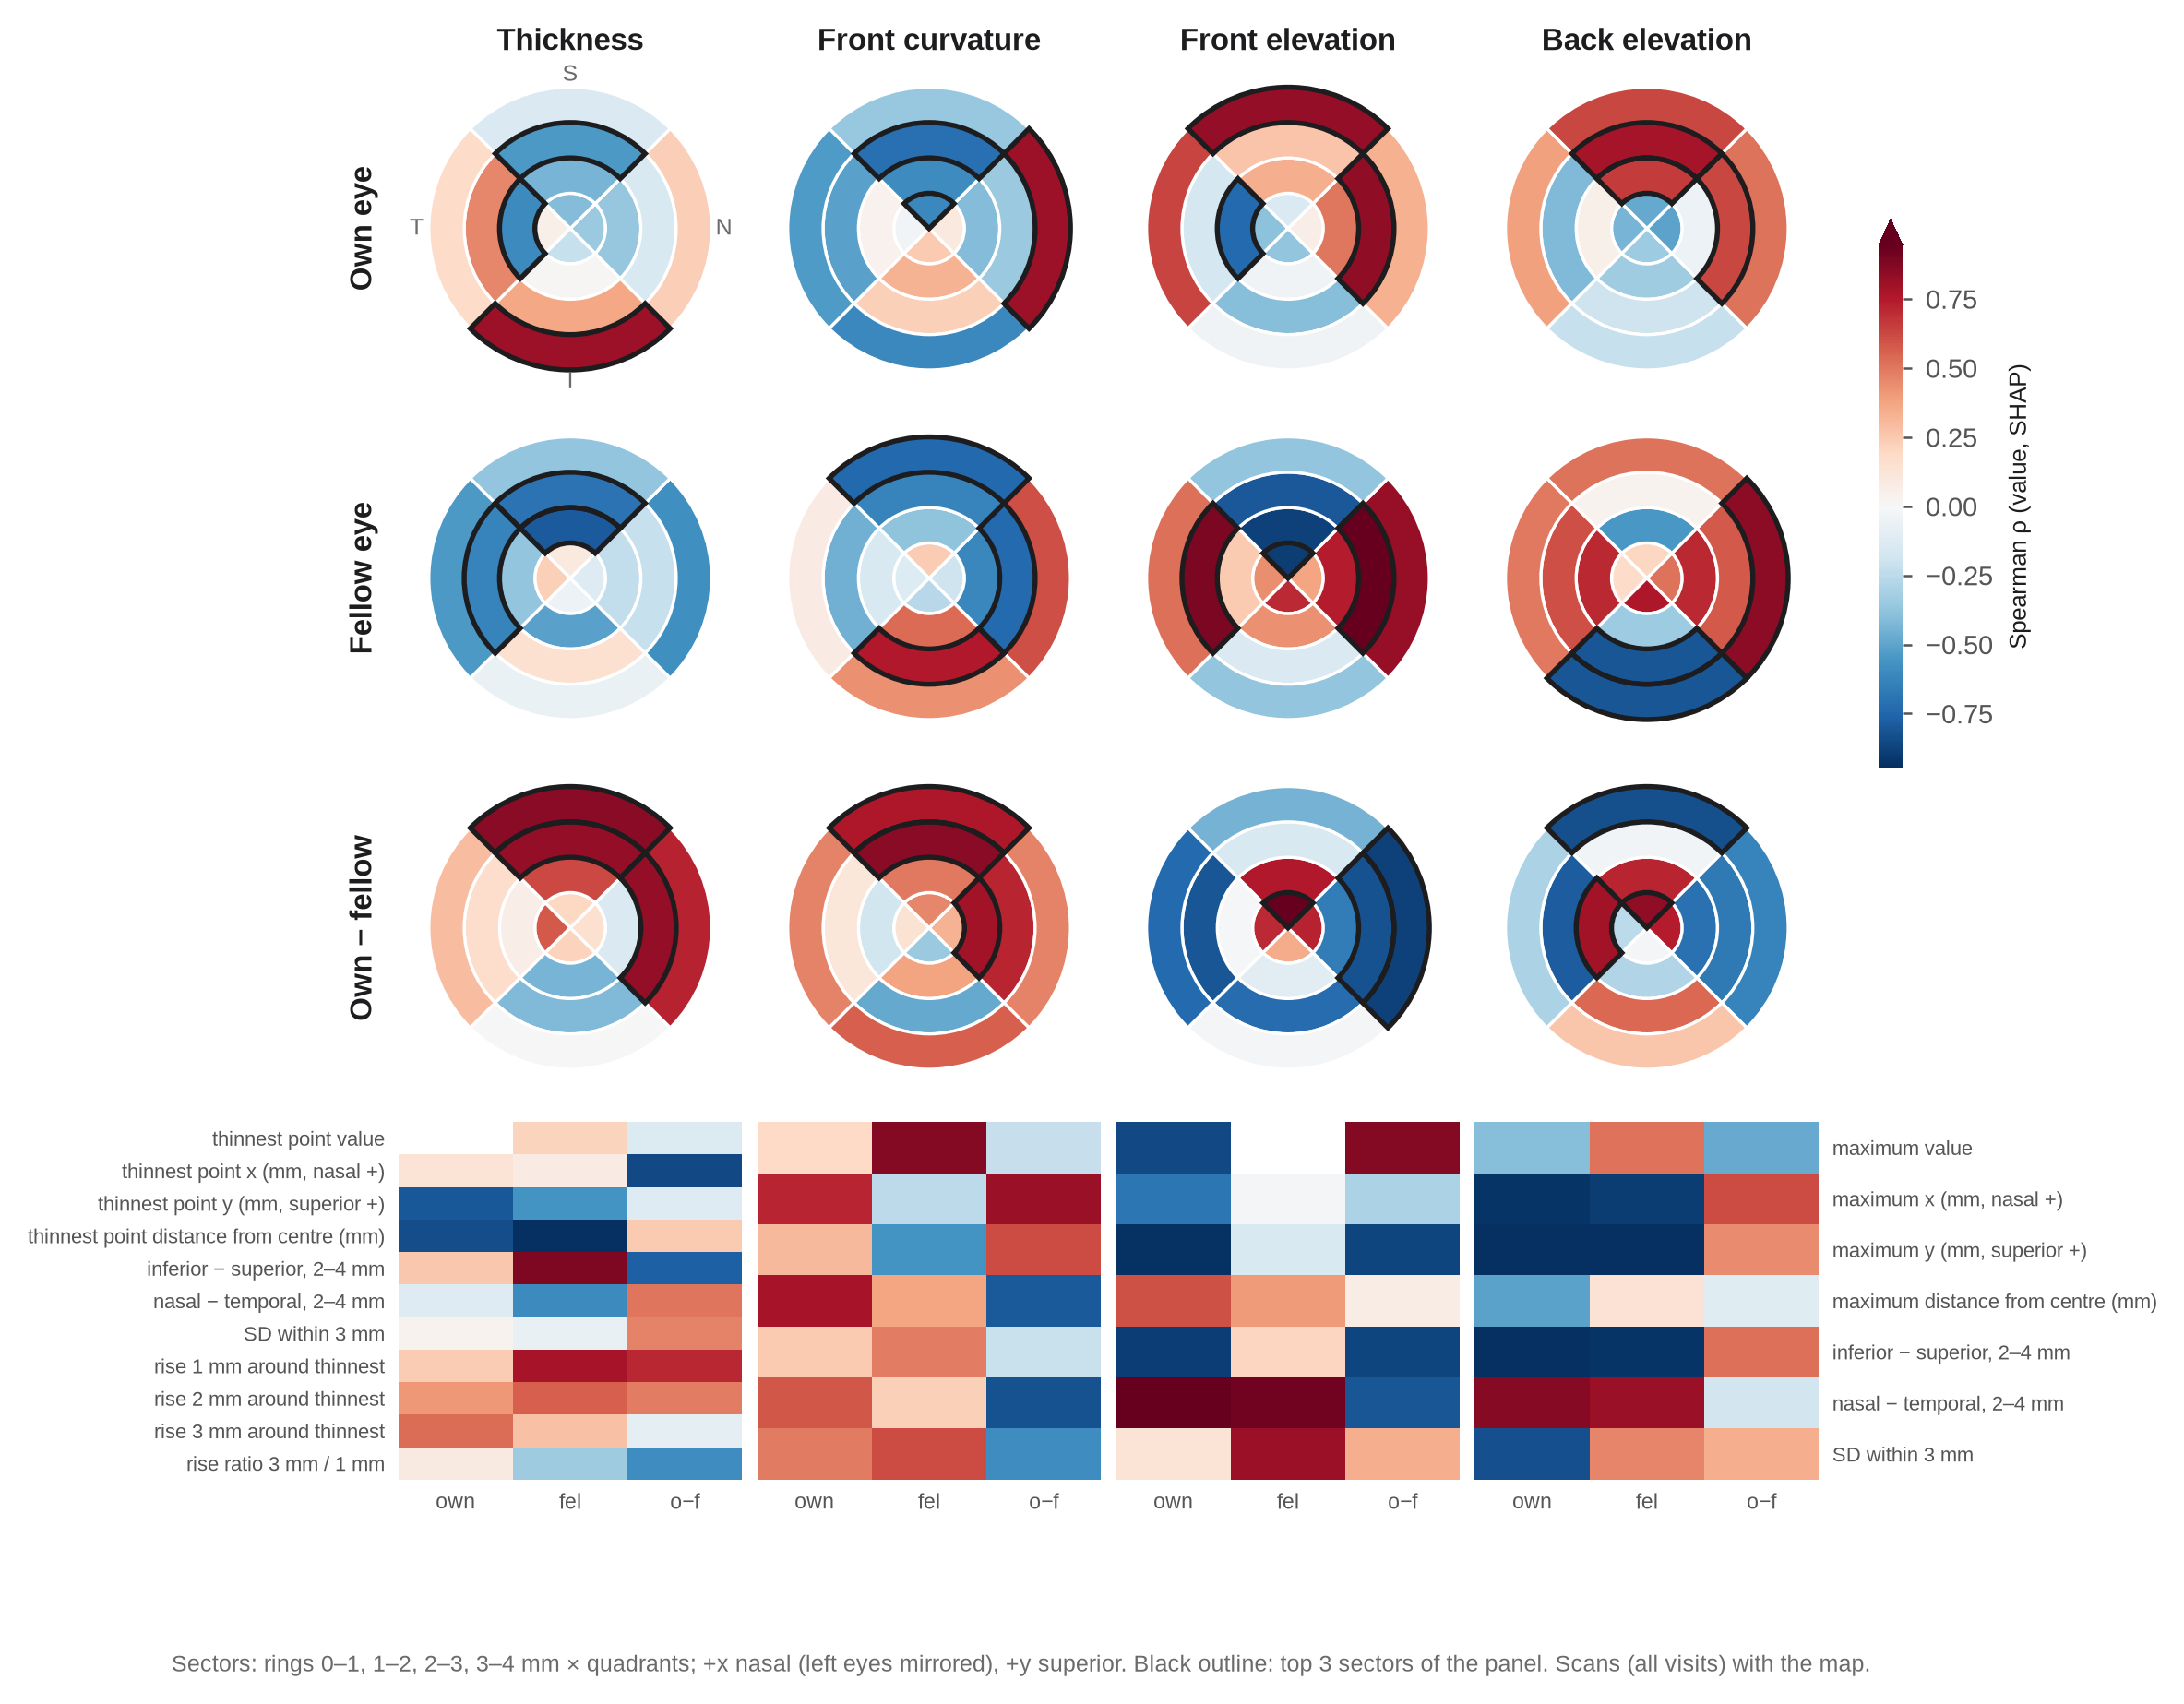 Thickness
Front curvature
Front elevation
Back elevation
S
T
N
I
Own eye
Fellow eye
Own − fellow
0.75
0.50
0.25
0.00
−0.25
−0.50
−0.75
Spearman ρ (value, SHAP)
thinnest point value
thinnest point x (mm, nasal +)
thinnest point y (mm, superior +)
thinnest point distance from centre (mm)
inferior − superior, 2–4 mm
nasal − temporal, 2–4 mm
SD within 3 mm
rise 1 mm around thinnest
rise 2 mm around thinnest
rise 3 mm around thinnest
rise ratio 3 mm / 1 mm
maximum value
maximum x (mm, nasal +)
maximum y (mm, superior +)
maximum distance from centre (mm)
inferior − superior, 2–4 mm
nasal − temporal, 2–4 mm
SD within 3 mm
own fel o−f
own fel o−f
own fel o−f
own fel o−f
Sectors: rings 0–1, 1–2, 2–3, 3–4 mm × quadrants; +x nasal (left eyes mirrored), +y superior. Black outline: top 3 sectors of the panel. Scans (all visits) with the map.